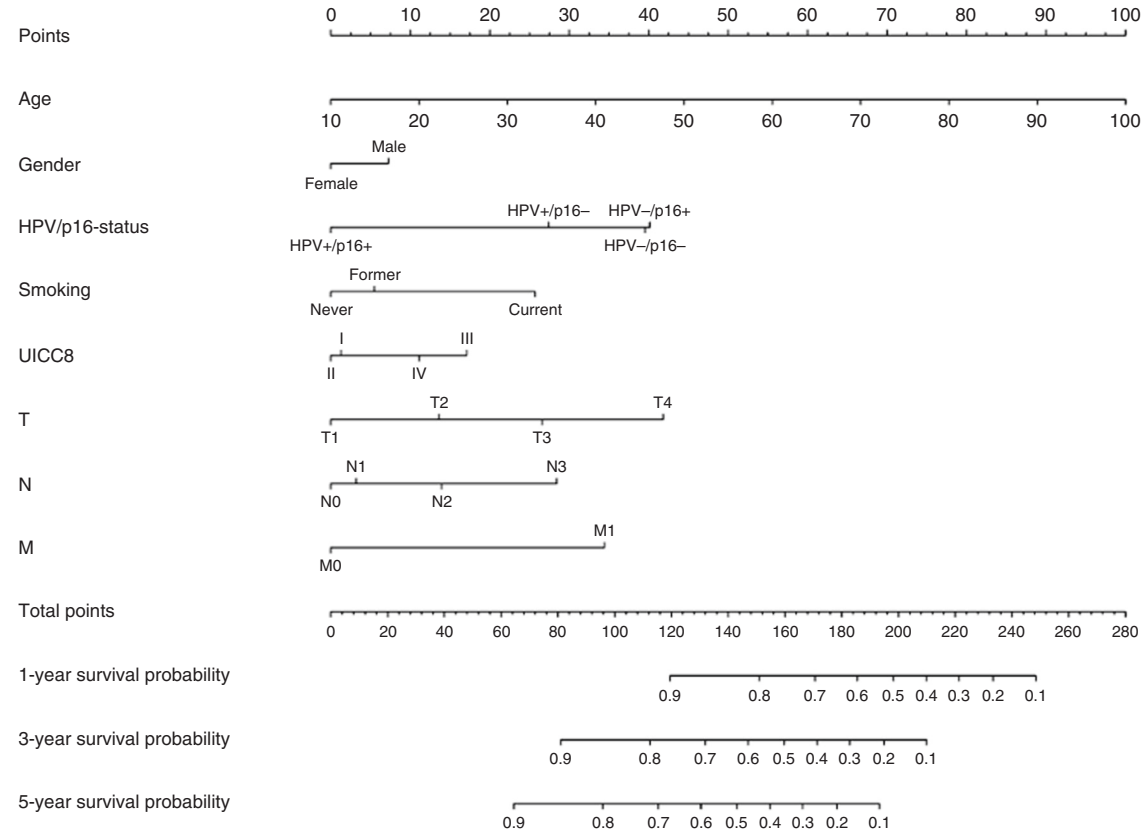 0 10 20 30 40 50 60 70 80 90 100
Points
Age
10 20 30 40 50 60 70 80 90 100
Male
Gender
Female
HPV+/p16– HPV–/p16+
HPV/p16-status
HPV+/p16+ HPV–/p16–
Former
Smoking
Never Current
I III
UICC8
II IV
T2 T4
T
T1 T3
N1 N3
N
N0 N2
M1
M
M0
Total points
0 20 40 60 80 100 120 140 160 180 200 220 240 260 280
1-year survival probability
0.9 0.8 0.7 0.6 0.5 0.4 0.3 0.2 0.1
3-year survival probability
0.9 0.8 0.7 0.6 0.5 0.4 0.3 0.2 0.1
5-year survival probability
0.9 0.8 0.7 0.6 0.5 0.4 0.3 0.2 0.1